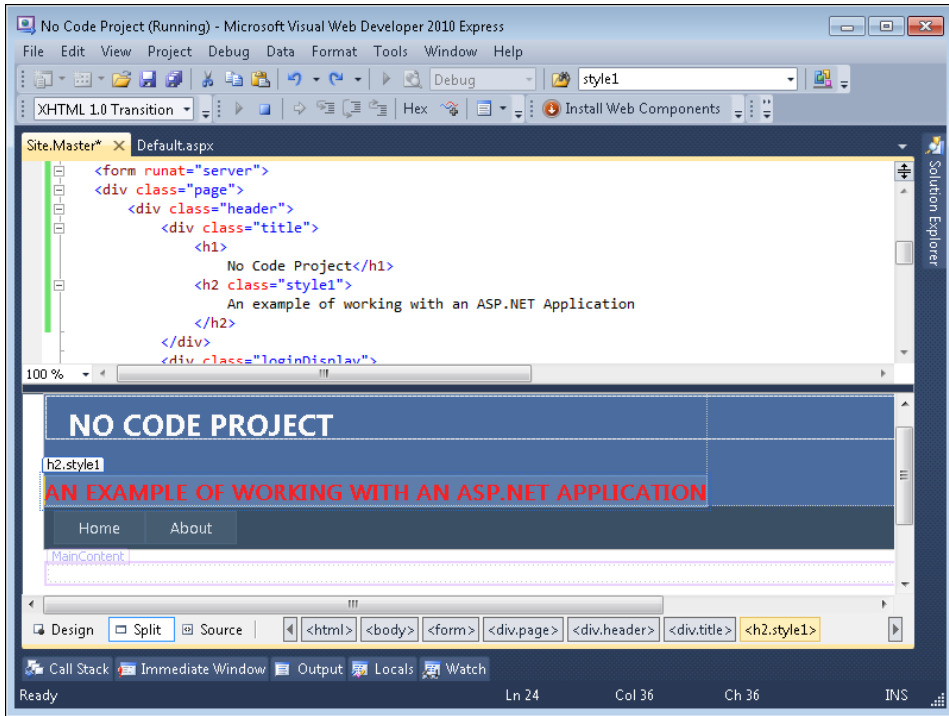 No Code Project (Running) - Microsoft Visual Web Developer 2010 Express
File Edit View Project Debug Data Format Tools Window Help
Debug style1
XHTML 1.0 Transition Hex Install Web Components
Site.Master* Default.aspx
Solution Explorer
<form runat="server">
<div class="page">
<div class="header">
<div class="title">
<h1>
No Code Project</h1>
<h2 class="style1">
An example of working with an ASP.NET Application
</h2>
</div>
<div class="loginDisplay">
100 %
NO CODE PROJECT
h2.style1
AN EXAMPLE OF WORKING WITH AN ASP.NET APPLICATION
Home About
MainContent
Design Split Source <html> <body> <form> <div.page> <div.header> <div.title> <h2.style1>
Call Stack Immediate Window Output Locals Watch
Ready Ln 24 Col 36 Ch 36 INS